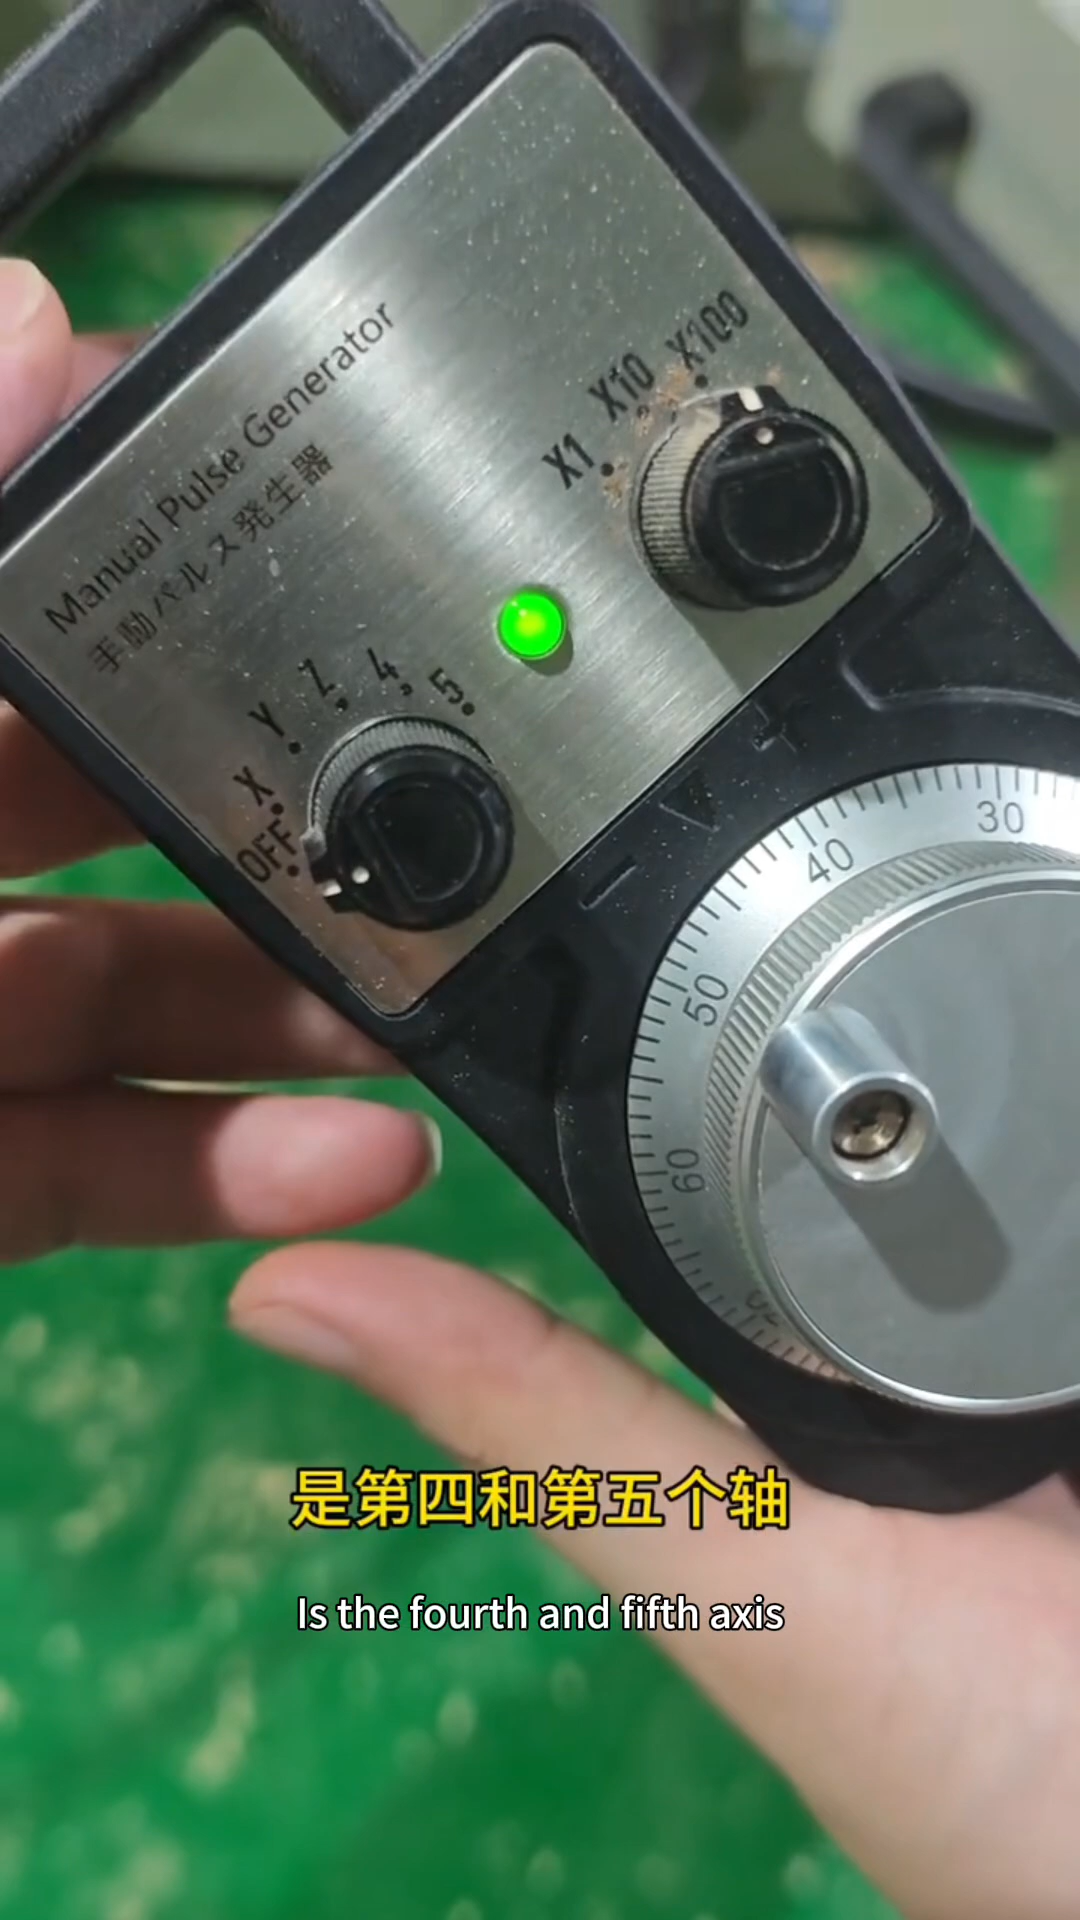 Manual Pulse Generator
手動パルス発生器
X1 X10 X100
OFF X Y Z 4 5
+
-
30
40
50
60
70
是第四和第五个轴
Is the fourth and fifth axis